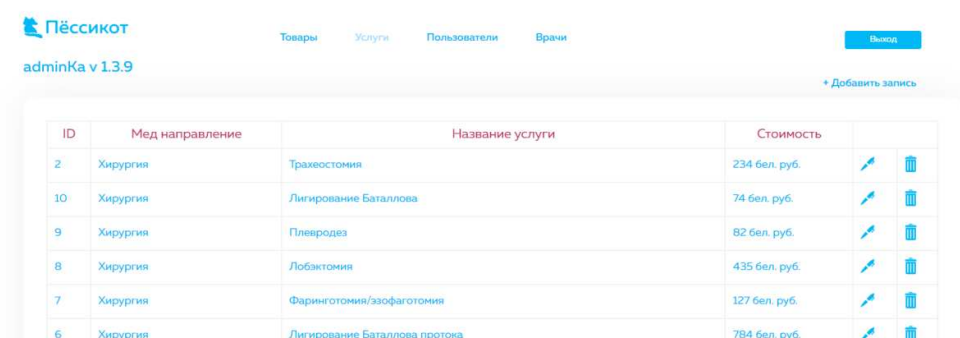 Пёссикот
Товары Услуги Пользователи Врачи Выход
adminKa v 1.3.9
+ Добавить запись
ID Мед направление Название услуги Стоимость
2 Хирургия Трахеостомия 234 бел. руб.
10 Хирургия Лигирование Баталлова 74 бел. руб.
9 Хирургия Плевродез 82 бел. руб.
8 Хирургия Лобэктомия 435 бел. руб.
7 Хирургия Фаринготомия/эзофаготомия 127 бел. руб.
6 Хирургия Лигирование Баталлова протока 784 бел. руб.